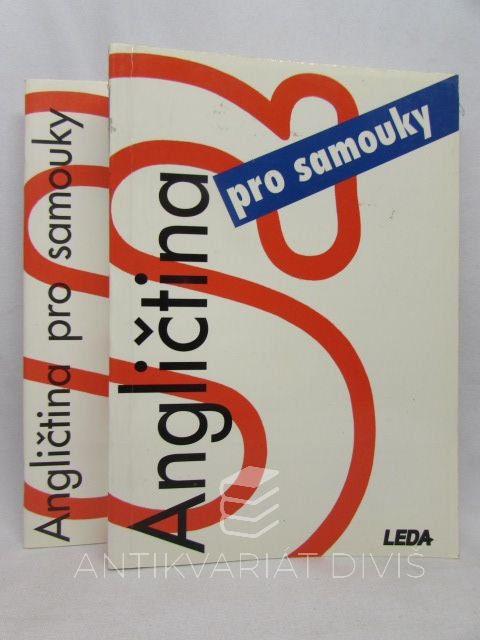 Angličtina pro samouky
Angličtina
pro samouky
LEDA
ANTIKVARIÁT DIVIŠ